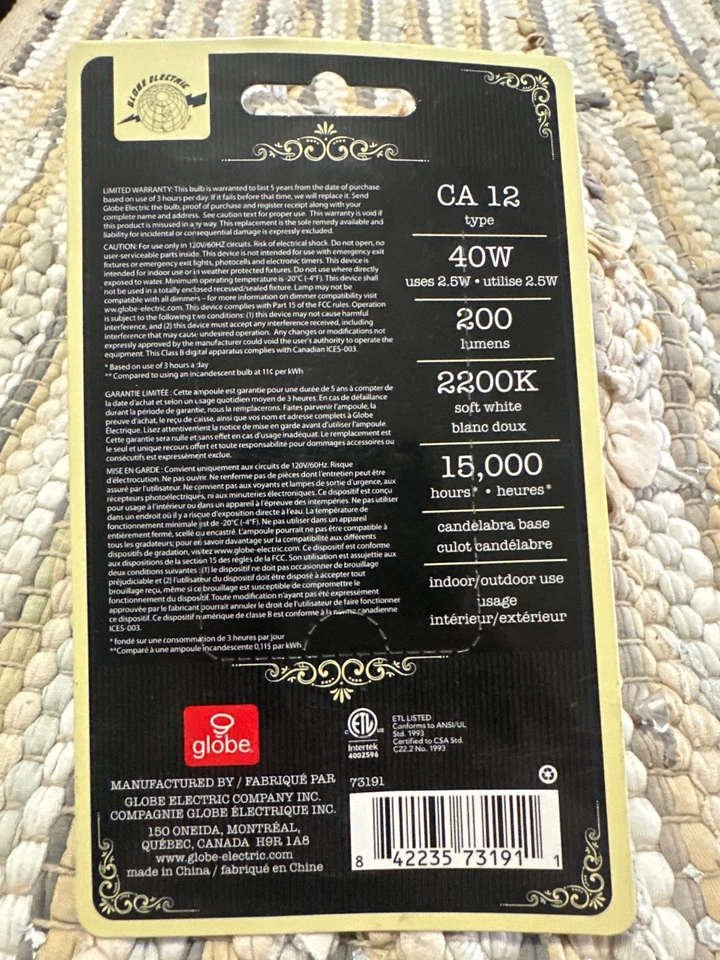 GLOBE ELECTRIC
LIMITED WARRANTY: This bulb is warranted to last 5 years from the date of purchase
based on use of 3 hours per day. If it fails before that time, we will replace it. Send
Globe Electric the bulb, proof of purchase and register receipt along with your
complete name and address. See caution text for proper use. This warranty is void if
this product is misused in any way. This replacement is the sole remedy available and
liability for incidental or consequential damage is expressly excluded.
CAUTION: For use only in 120V/60HZ circuits. Risk of electrical shock. Do not open, no
user-serviceable parts inside. This device is not intended for use with emergency exit
fixtures or emergency exit lights, photocells and electronic timers. This device is
intended for indoor use or in weather protected fixtures. Do not use where directly
exposed to water. Minimum operating temperature is -20°C (-4°F). This device shall
not be used in a totally enclosed recessed/sealed fixture. Lamp may not be
compatible with all dimmers – for more information on dimmer compatibility visit
ww.globe-electric.com. This device complies with Part 15 of the FCC rules. Operation
is subject to the following two conditions: (1) this device may not cause harmful
interference, and (2) this device must accept any interference received, including
interference that may cause undesired operation. Any changes or modifications not
expressly approved by the manufacturer could void the user's authority to operate the
equipment. This Class B digital apparatus complies with Canadian ICES-003.
* Based on use of 3 hours a day
** Compared to using an incandescent bulb at 11¢ per kWh
GARANTIE LIMITÉE : Cette ampoule est garantie pour une durée de 5 ans à compter de
la date d'achat et selon un usage quotidien moyen de 3 heures. En cas de défaillance
durant la période de garantie, nous la remplacerons. Faites parvenir l'ampoule, la
preuve d'achat, le reçu de caisse, ainsi que vos nom et adresse complets à Globe
Électrique. Lisez attentivement la notice de mise en garde avant d'utiliser l'ampoule.
Cette garantie sera nulle et sans effet en cas d'usage inadéquat. Le remplacement est
le seul et unique recours offert et toute responsabilité pour dommages accessoires ou
consécutifs est expressément exclue.
MISE EN GARDE : Convient uniquement aux circuits de 120V/60Hz. Risque
d'électrocution. Ne pas ouvrir. Ne renferme pas de pièces dont l'entretien peut être
assuré par l'utilisateur. Ne convient pas aux voyants et lampes de sortie d'urgence, aux
récepteurs photoélectriques, ni aux minuteries électroniques. Ce dispositif est conçu
pour usage à l'intérieur ou dans un appareil à l'épreuve des intempéries. Ne pas utiliser
dans un endroit où il y a risque d'exposition directe à l'eau. La température de
fonctionnement minimale est de -20°C (-4°F). Ne pas utiliser dans un appareil
entièrement fermé, scellé ou encastré. L'ampoule pourrait ne pas être compatible à
tous les gradateurs; pour en savoir davantage sur la compatibilité aux différents
dispositifs de gradation, visitez www.globe-electric.com. Ce dispositif est conforme
aux dispositions de la section 15 des règles de la FCC. Son utilisation est assujettie aux
deux conditions suivantes : (1) le dispositif ne doit pas occasionner de brouillage
préjudiciable et (2) l'utilisateur du dispositif doit être disposé à accepter tout
brouillage reçu, même si ce brouillage est susceptible de compromettre le
fonctionnement du dispositif. Toute modification n'ayant pas été expressément
approuvée par le fabricant pourrait annuler le droit de l'utilisateur de faire fonctionner
ce dispositif. Ce dispositif numérique de classe B est conforme à la norme canadienne
ICES-003.
* fondé sur une consommation de 3 heures par jour
**Comparé à une ampoule incandescente 0,11$ par kWh
CA 12
type
40W
uses 2.5W • utilise 2.5W
200
lumens
2200K
soft white
blanc doux
15,000
hours* • heures*
candelabra base
culot candélabre
indoor/outdoor use
usage
intérieur/extérieur
globe
MANUFACTURED BY / FABRIQUÉ PAR
GLOBE ELECTRIC COMPANY INC.
COMPAGNIE GLOBE ÉLECTRIQUE INC.
150 ONEIDA, MONTRÉAL,
QUÉBEC, CANADA H9R 1A8
www.globe-electric.com
made in China / fabriqué en Chine
c ETL us
LISTED
Intertek
4002596
ETL LISTED
Conforms to ANSI/UL
Std. 1993
Certified to CSA Std.
C22.2 No. 1993
73191
8 42235 73191 1